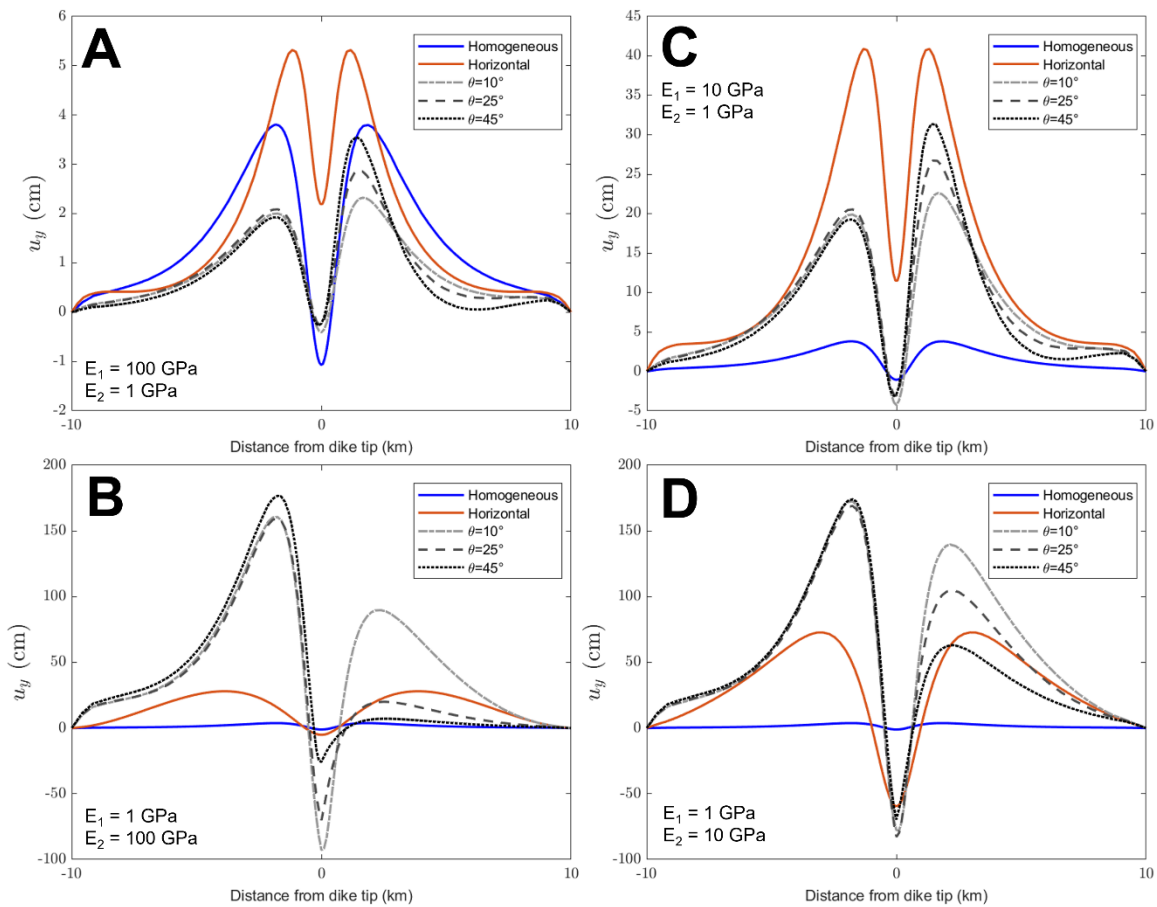 A
Homogeneous
Horizontal
θ=10°
θ=25°
θ=45°
E1 = 100 GPa
E2 = 1 GPa
u_y (cm)
6
5
4
3
2
1
0
-1
-2
-10
0
10
Distance from dike tip (km)
C
Homogeneous
Horizontal
θ=10°
θ=25°
θ=45°
E1 = 10 GPa
E2 = 1 GPa
u_y (cm)
45
40
35
30
25
20
15
10
5
0
-5
-10
0
10
Distance from dike tip (km)
B
Homogeneous
Horizontal
θ=10°
θ=25°
θ=45°
E1 = 1 GPa
E2 = 100 GPa
u_y (cm)
200
150
100
50
0
-50
-100
-10
0
10
Distance from dike tip (km)
D
Homogeneous
Horizontal
θ=10°
θ=25°
θ=45°
E1 = 1 GPa
E2 = 10 GPa
u_y (cm)
200
150
100
50
0
-50
-100
-10
0
10
Distance from dike tip (km)